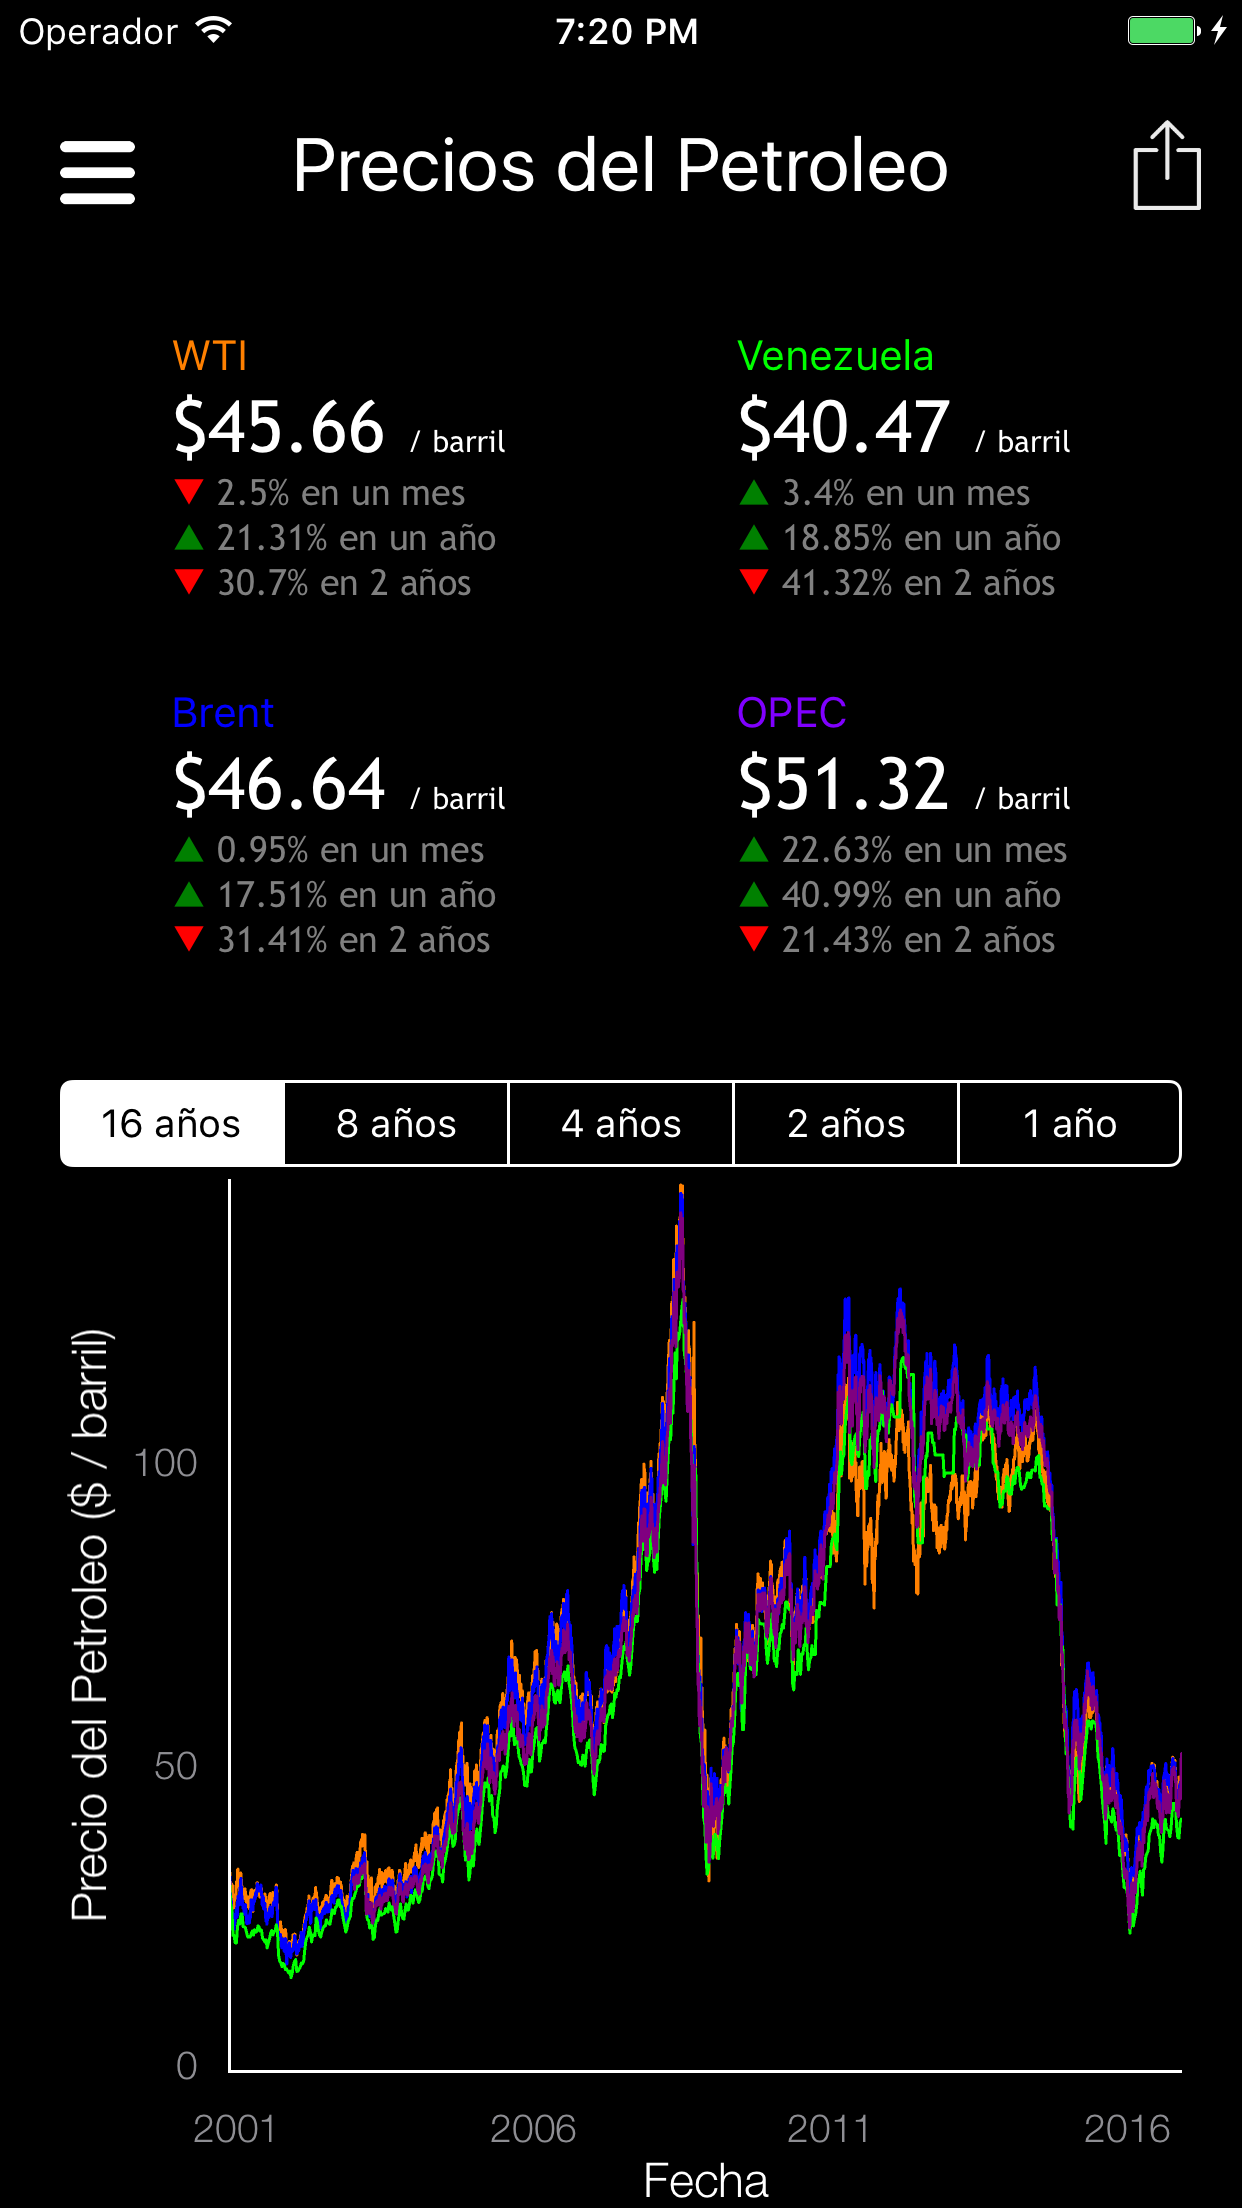 Operador 7:20 PM
Precios del Petroleo
WTI
$45.66 / barril
▼ 2.5% en un mes
▲ 21.31% en un año
▼ 30.7% en 2 años
Venezuela
$40.47 / barril
▲ 3.4% en un mes
▲ 18.85% en un año
▼ 41.32% en 2 años
Brent
$46.64 / barril
▲ 0.95% en un mes
▲ 17.51% en un año
▼ 31.41% en 2 años
OPEC
$51.32 / barril
▲ 22.63% en un mes
▲ 40.99% en un año
▼ 21.43% en 2 años
16 años 8 años 4 años 2 años 1 año
Precio del Petroleo ($ / barril)
100
50
0
2001 2006 2011 2016
Fecha